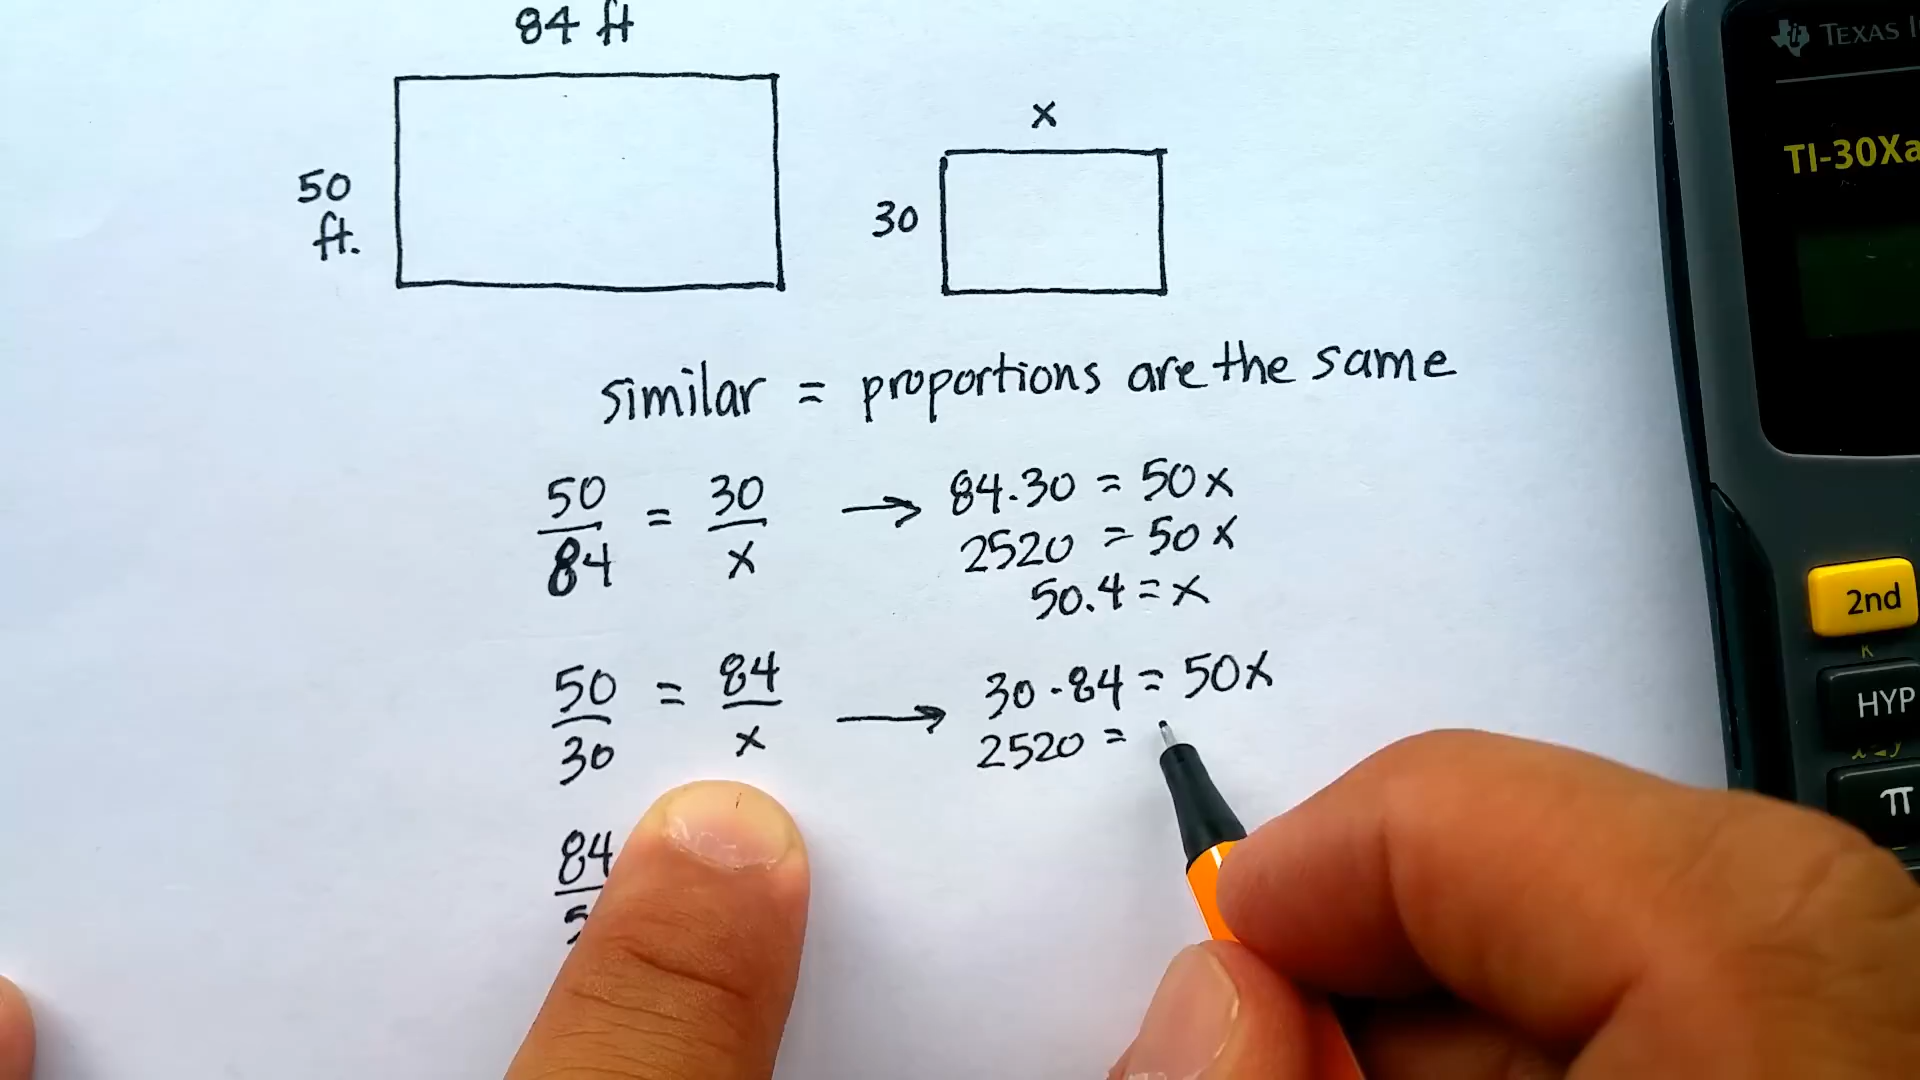 84 ft
50
ft.
x
30
similar = proportions are the same
50/84 = 30/x → 84·30 = 50x
2520 = 50x
50.4 = x
50/30 = 84/x → 30·84 = 50x
2520 =
84
TEXAS
TI-30Xa
2nd
K
HYP
x⇄y
π